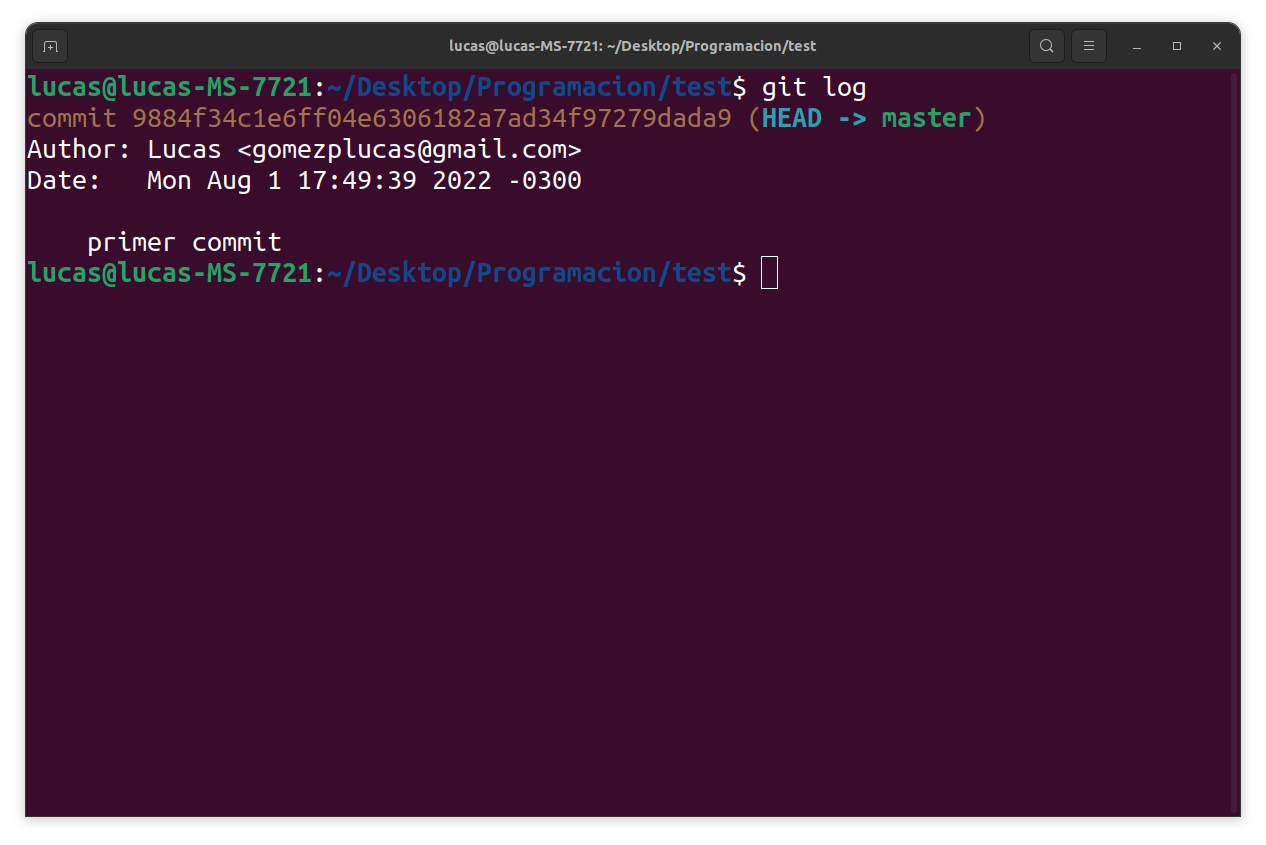 lucas@lucas-MS-7721: ~/Desktop/Programacion/test
lucas@lucas-MS-7721:~/Desktop/Programacion/test$ git log
commit 9884f34c1e6ff04e6306182a7ad34f97279dada9 (HEAD -> master)
Author: Lucas <gomezplucas@gmail.com>
Date:   Mon Aug 1 17:49:39 2022 -0300
    primer commit
lucas@lucas-MS-7721:~/Desktop/Programacion/test$